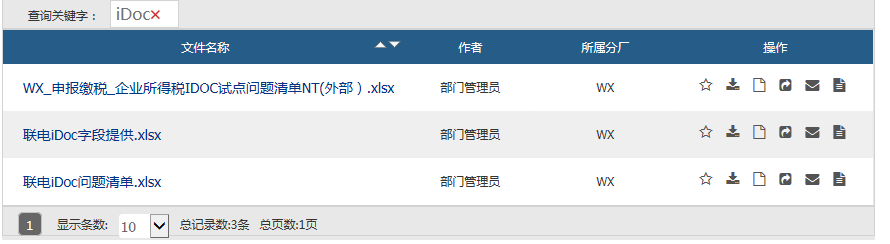 查询关键字： iDoc×
文件名称 作者 所属分厂 操作
WX_申报缴税_企业所得税IDOC试点问题清单NT(外部）.xlsx 部门管理员 WX
联电iDoc字段提供.xlsx 部门管理员 WX
联电iDoc问题清单.xlsx 部门管理员 WX
1 显示条数: 10 总记录数:3条 总页数:1页